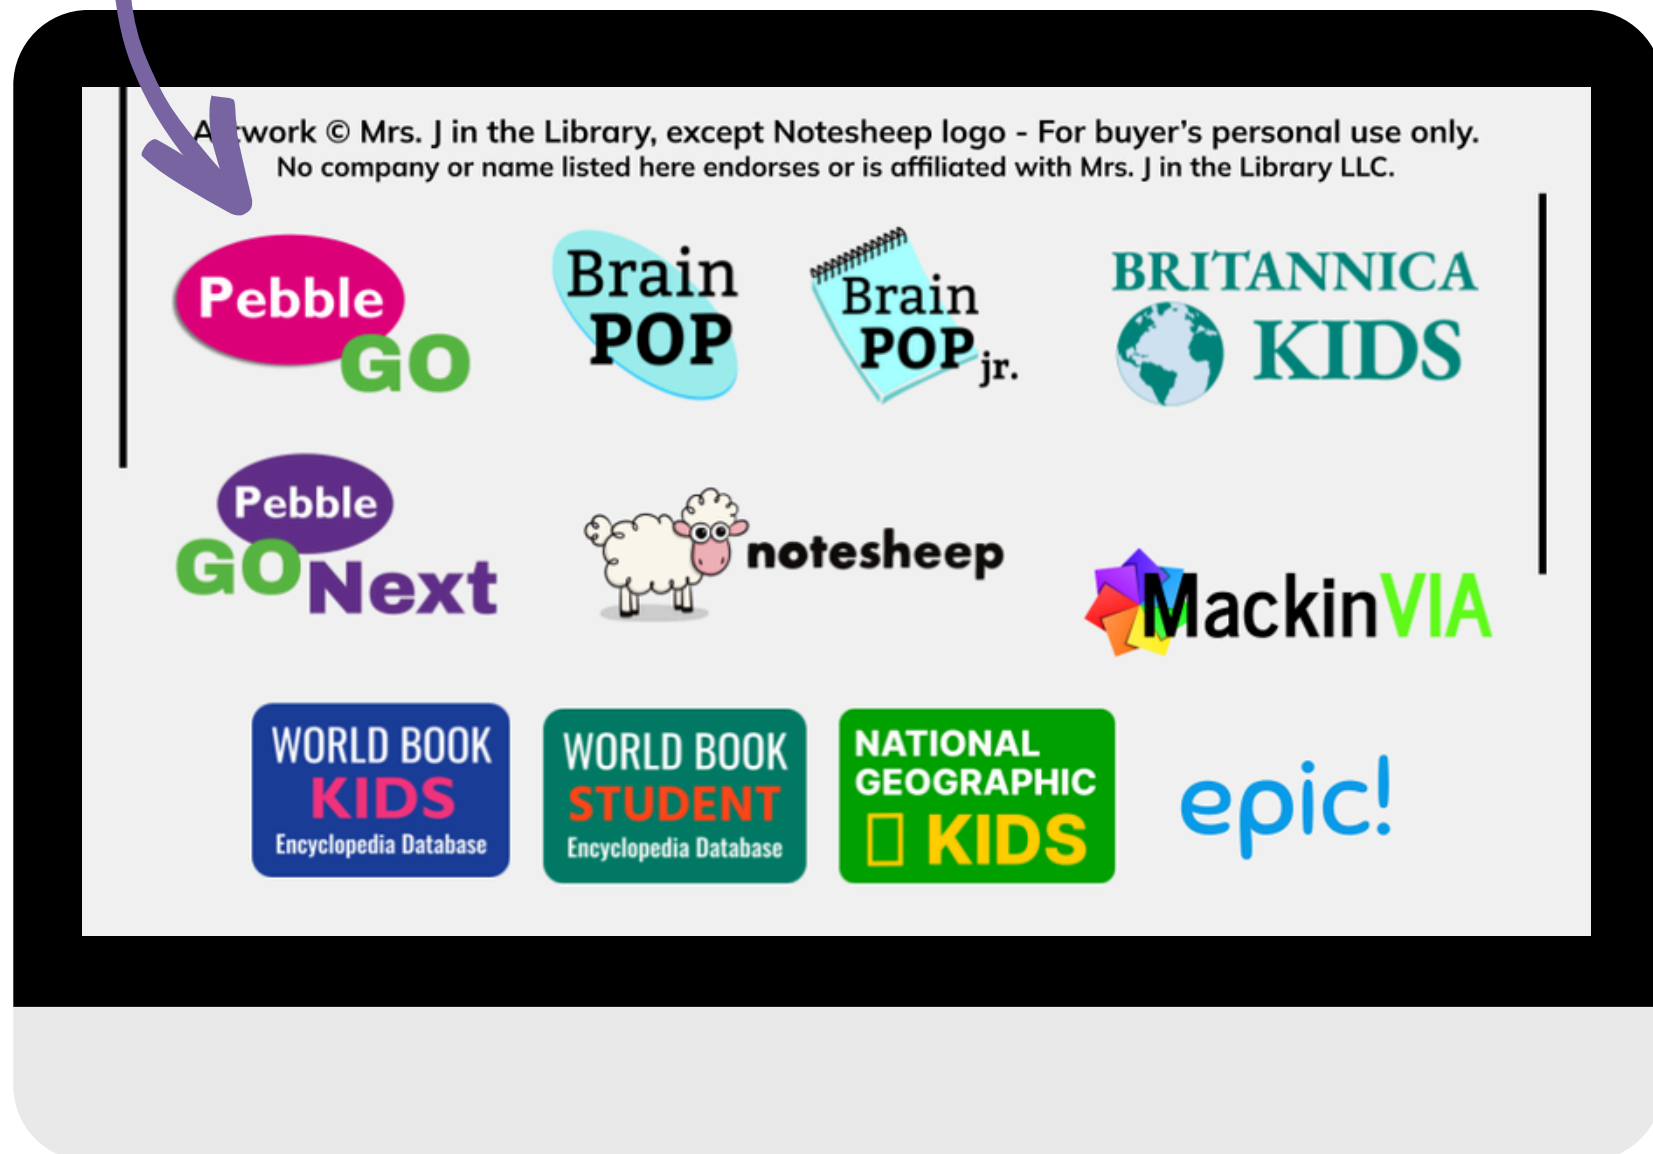 Artwork © Mrs. J in the Library, except Notesheep logo - For buyer's personal use only.
No company or name listed here endorses or is affiliated with Mrs. J in the Library LLC.
Pebble
GO
Brain
POP
Brain
POP jr.
BRITANNICA
KIDS
Pebble
GO Next
notesheep
MackinVIA
WORLD BOOK
KIDS
Encyclopedia Database
WORLD BOOK
STUDENT
Encyclopedia Database
NATIONAL
GEOGRAPHIC
KIDS
epic!